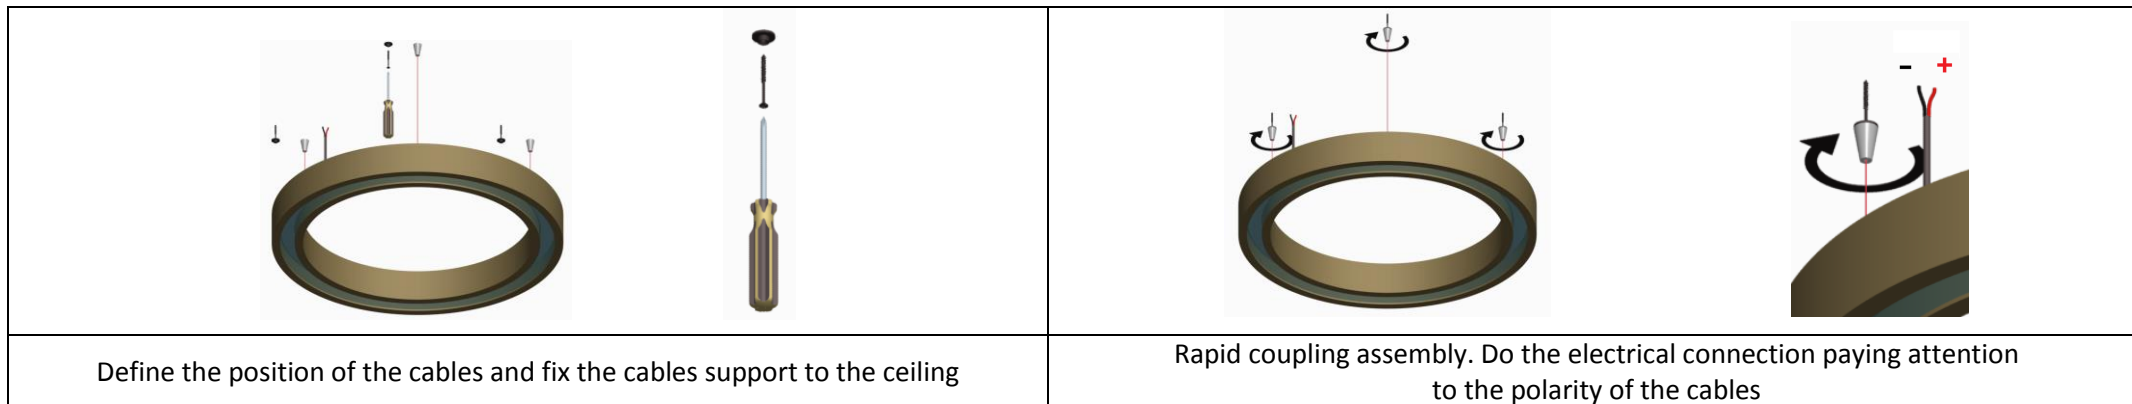 - +
Define the position of the cables and fix the cables support to the ceiling
Rapid coupling assembly. Do the electrical connection paying attention
to the polarity of the cables